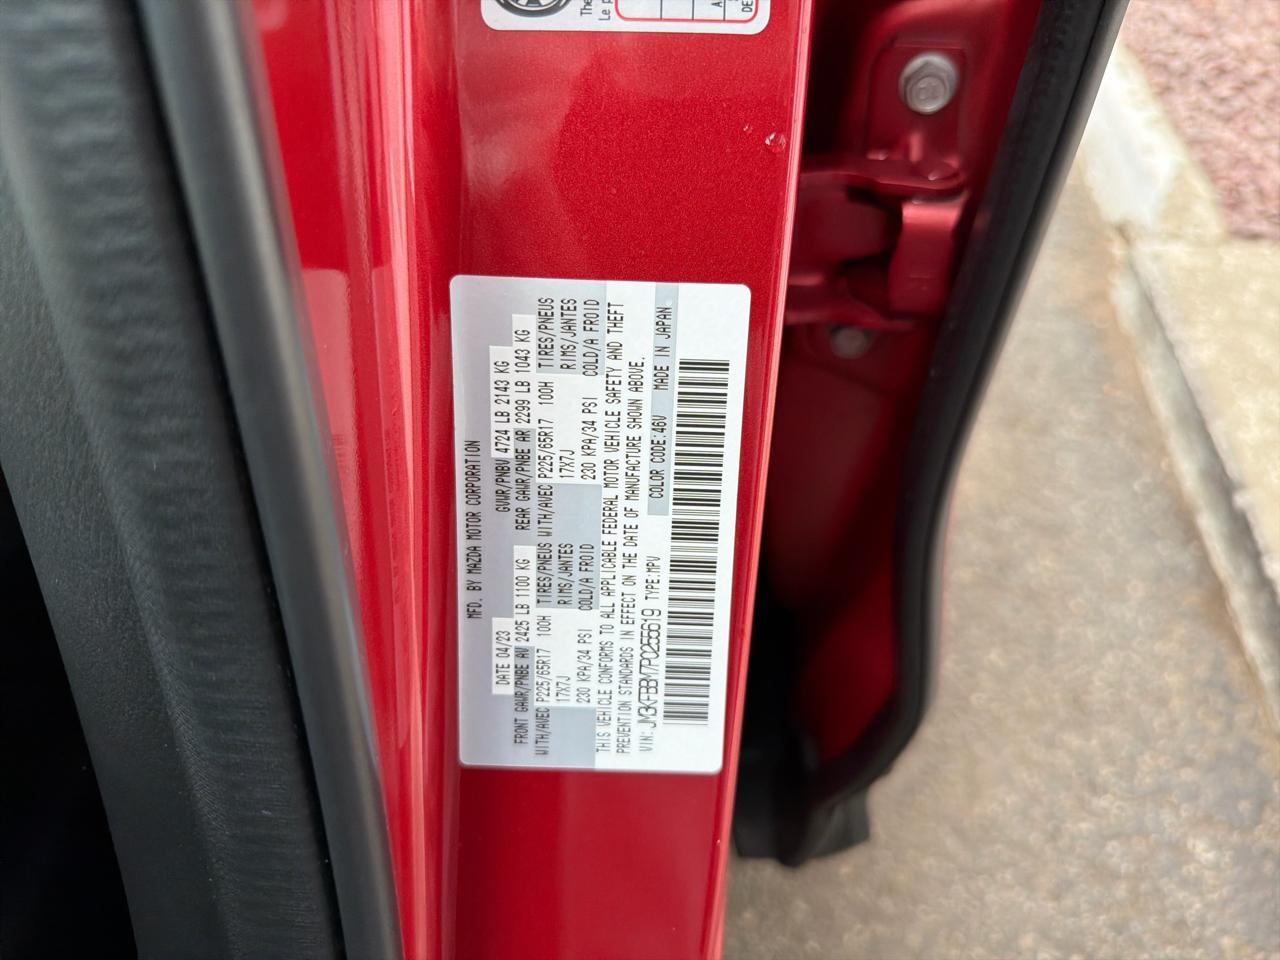 The
Le p
A
DE
MFD. BY MAZDA MOTOR CORPORATION
DATE 04/23 GVWR/PNBV 4724 LB 2143 KG
FRONT GAWR/PNBE AV 2425 LB 1100 KG REAR GAWR/PNBE AR 2299 LB 1043 KG
WITH/AVEC P225/65R17 100H TIRES/PNEUS WITH/AVEC P225/65R17 100H TIRES/PNEUS
17X7J RIMS/JANTES 17X7J RIMS/JANTES
230 KPA/34 PSI COLD/A FROID 230 KPA/34 PSI COLD/A FROID
THIS VEHICLE CONFORMS TO ALL APPLICABLE FEDERAL MOTOR VEHICLE SAFETY AND THEFT
PREVENTION STANDARDS IN EFFECT ON THE DATE OF MANUFACTURE SHOWN ABOVE.
VIN: JM3KFBBM7P0255619 TYPE:MPV COLOR CODE:46V MADE IN JAPAN